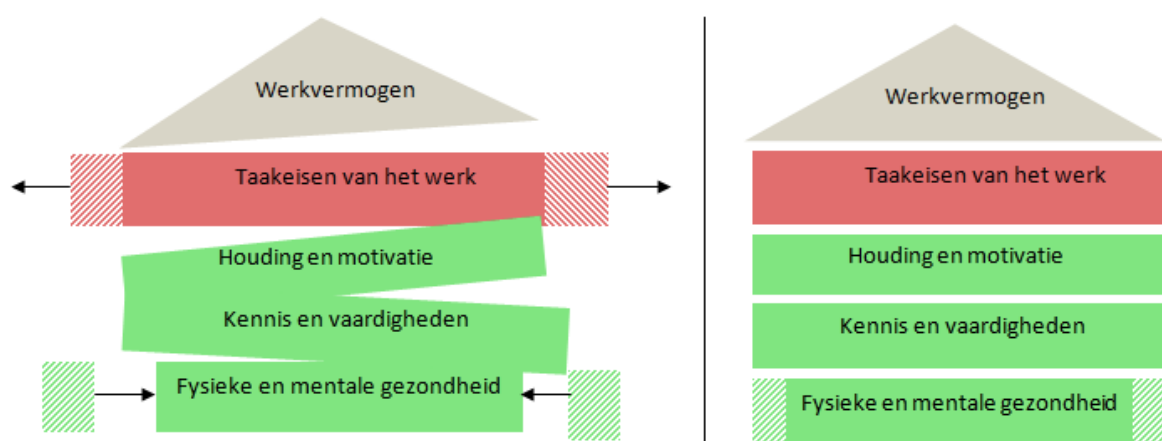 Werkvermogen
Taakeisen van het werk
Houding en motivatie
Kennis en vaardigheden
Fysieke en mentale gezondheid
Werkvermogen
Taakeisen van het werk
Houding en motivatie
Kennis en vaardigheden
Fysieke en mentale gezondheid